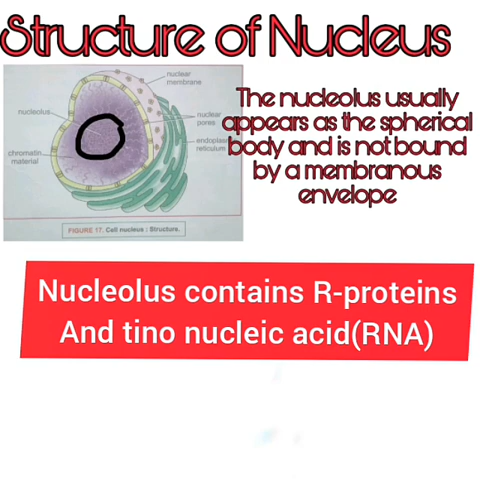 Structure of Nucleus
nuclear
membrane
nucleolus
nuclear
pores
endoplasmic
reticulum
chromatin
material
FIGURE 17. Cell nucleus : Structure.
The nucleolus usually
appears as the spherical
body and is not bound
by a membranous
envelope
Nucleolus contains R-proteins
And tino nucleic acid(RNA)